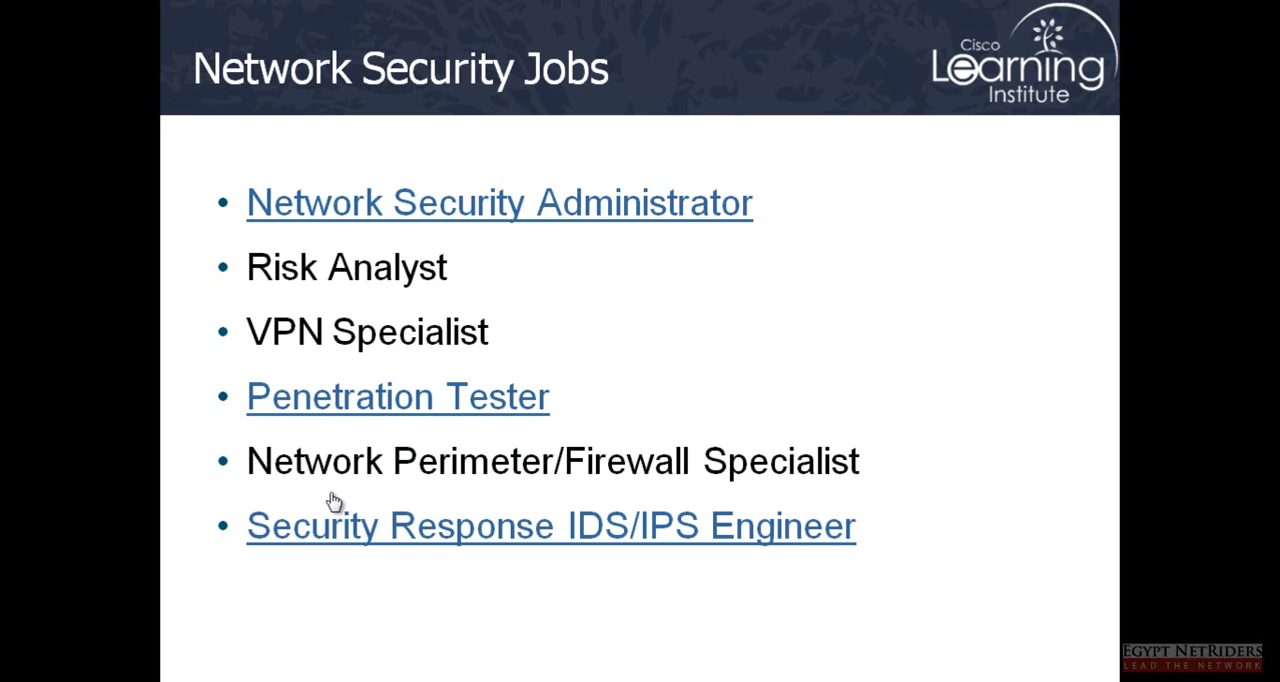 Network Security Jobs
Cisco
Learning
Institute
• Network Security Administrator
• Risk Analyst
• VPN Specialist
• Penetration Tester
• Network Perimeter/Firewall Specialist
• Security Response IDS/IPS Engineer
EGYPT NETRIDERS
LEAD THE NETWORK